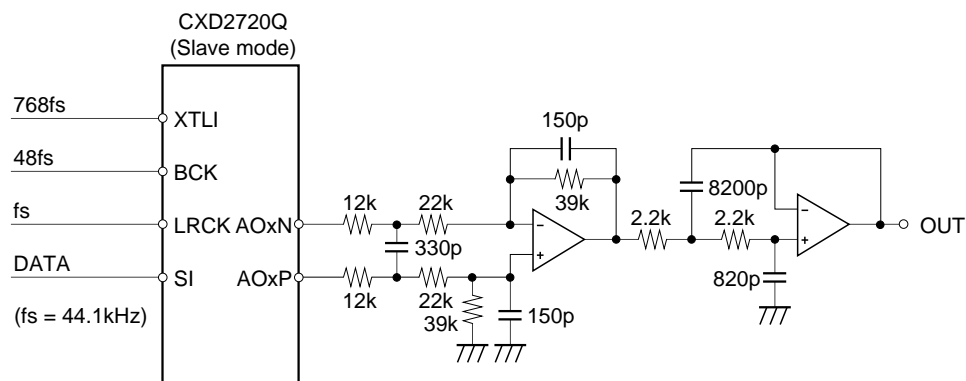 CXD2720Q
(Slave mode)
768fs
XTLI
48fs
BCK
fs
LRCK
AOxN
DATA
SI
AOxP
(fs = 44.1kHz)
12k
22k
330p
12k
22k
39k
150p
150p
39k
2.2k
8200p
2.2k
820p
−
+
−
+
OUT